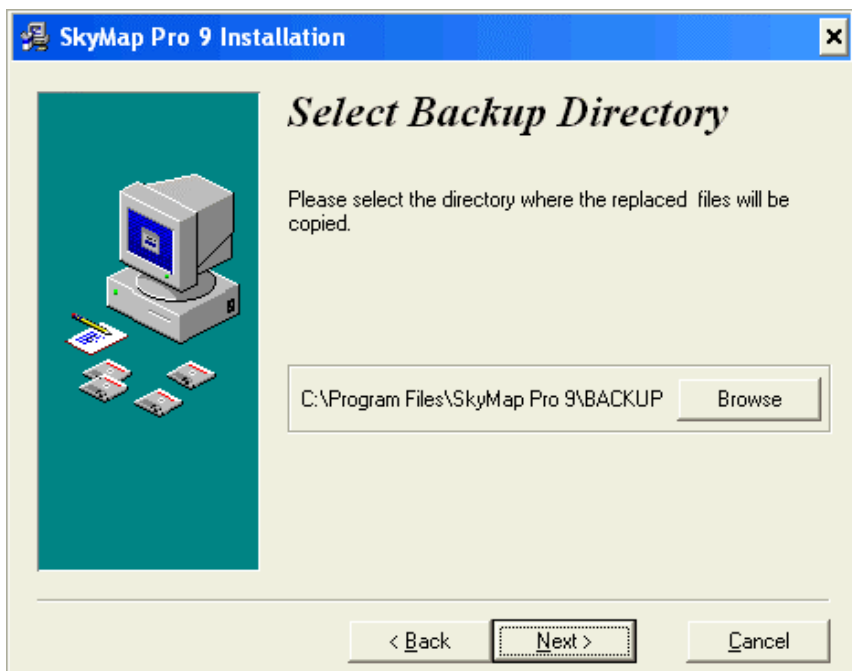 SkyMap Pro 9 Installation
Select Backup Directory
Please select the directory where the replaced  files will be
copied.
C:\Program Files\SkyMap Pro 9\BACKUP
Browse
< Back
Next >
Cancel